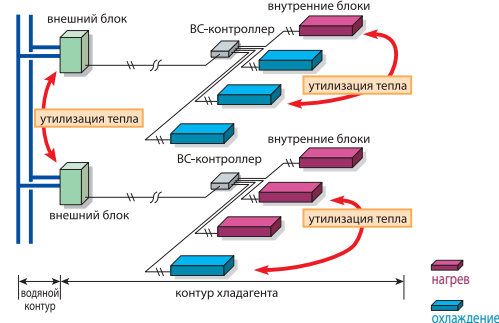 внешний блок
ВС-контроллер
внутренние блоки
утилизация тепла
утилизация тепла
внутренние блоки
ВС-контроллер
внешний блок
утилизация тепла
водяной
контур
контур хладагента
нагрев
охлаждение